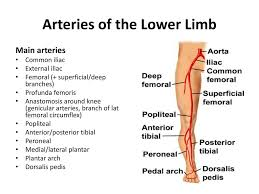 Arteries of the Lower Limb
Main arteries
• Common iliac
• External iliac
• Femoral (+ superficial/deep
branches)
• Profunda femoris
• Anastomosis around knee
(genicular arteries, branch of lat
femoral circumflex)
• Popliteal
• Anterior/posterior tibial
• Peroneal
• Medial/lateral plantar
• Plantar arch
• Dorsalis pedis
Aorta
Iliac
Common
femoral
Deep
femoral
Superficial
femoral
Popliteal
Anterior
tibial
Posterior
tibial
Peroneal
Dorsalis
pedis